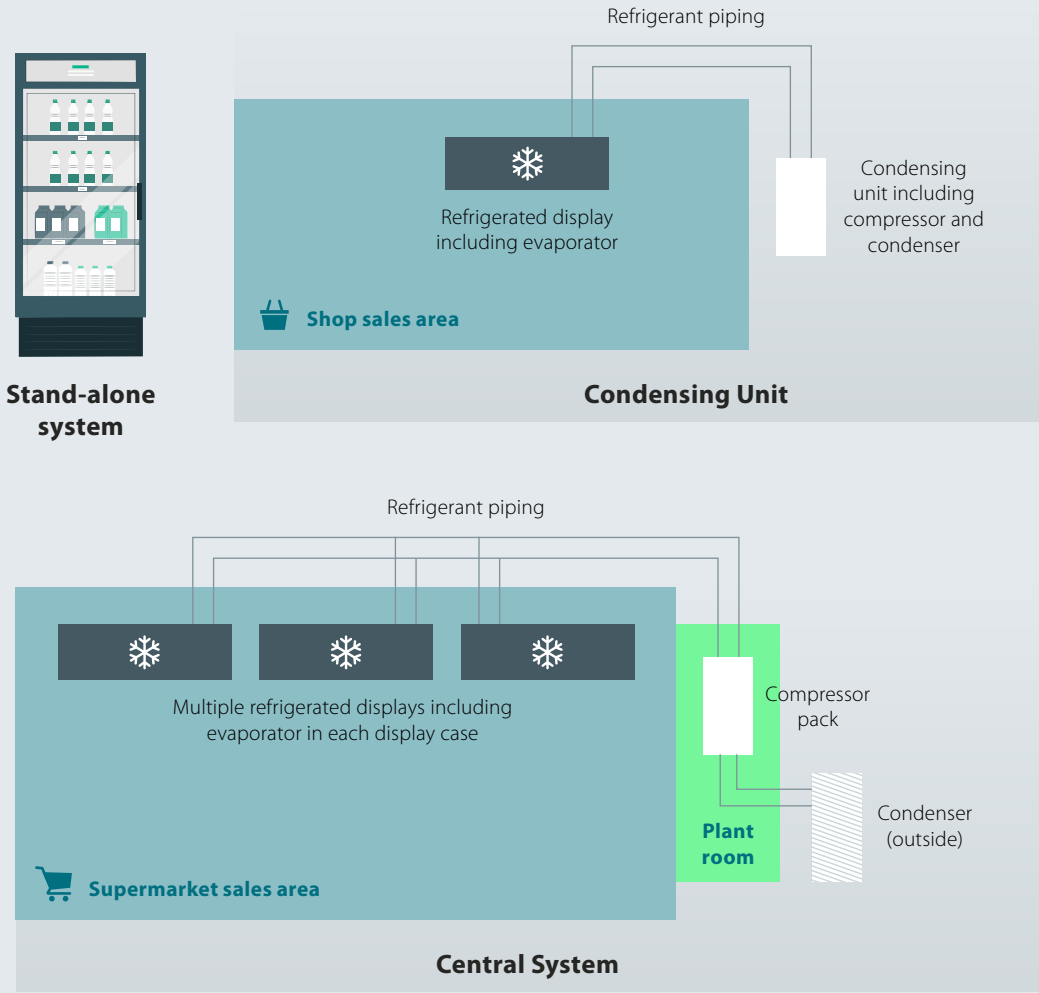 Refrigerant piping
Refrigerated display
including evaporator
Condensing
unit including
compressor and
condenser
Shop sales area
Stand-alone
system
Condensing Unit
Refrigerant piping
Multiple refrigerated displays including
evaporator in each display case
Compressor
pack
Condenser
(outside)
Plant
room
Supermarket sales area
Central System